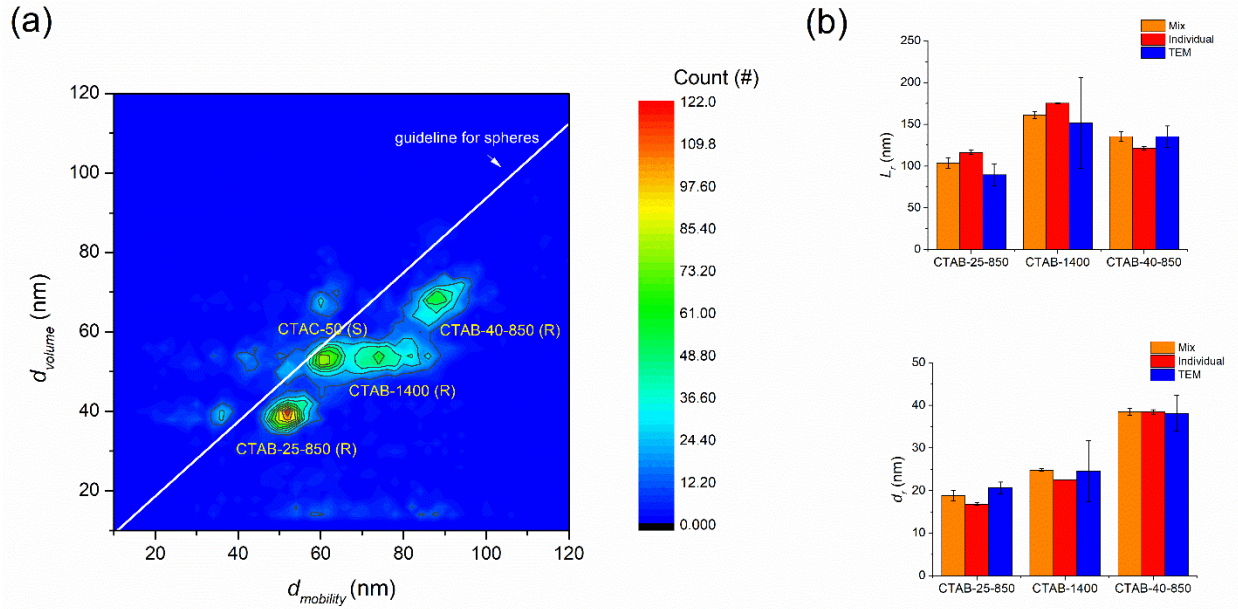 (a)
Count (#)
120
100
80
60
40
20
d_volume (nm)
guideline for spheres
CTAC-50 (S)
CTAB-40-850 (R)
CTAB-1400 (R)
CTAB-25-850 (R)
20 40 60 80 100 120
d_mobility (nm)
122.0
109.8
97.60
85.40
73.20
61.00
48.80
36.60
24.40
12.20
0.000
(b)
Mix
Individual
TEM
250
200
150
100
50
0
L_r (nm)
CTAB-25-850 CTAB-1400 CTAB-40-850
Mix
Individual
TEM
50
40
30
20
10
0
d_r (nm)
CTAB-25-850 CTAB-1400 CTAB-40-850